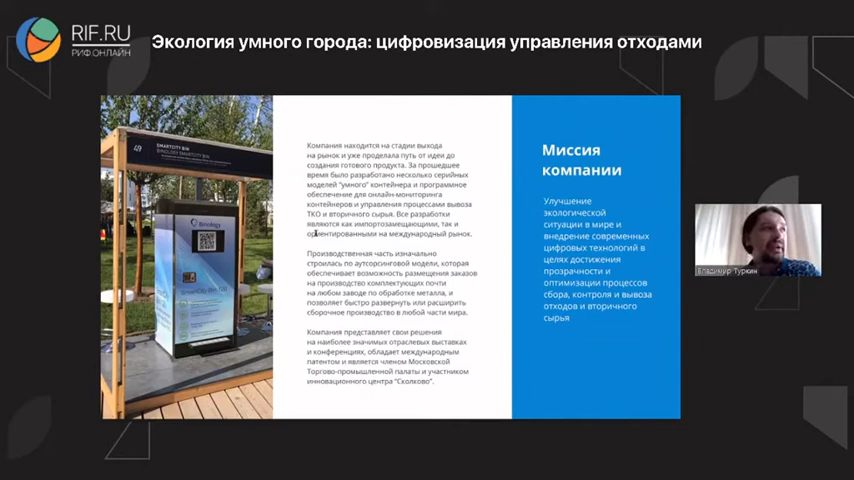 RIF.RU
РИФ.ОНЛАЙН
Экология умного города: цифровизация управления отходами
49
SMARTCITY BIN
Binology
Компания находится на стадии выхода
на рынок и уже проделала путь от идеи до
создания готового продукта. За прошедшее
время было разработано несколько серийных
моделей "умного" контейнера и программное
обеспечение для онлайн-мониторинга
контейнеров и управления процессами вывоза
ТКО и вторичного сырья. Все разработки
являются как импортозамещающими, так и
ориентированными на международный рынок.
Производственная часть изначально
строилась по аутсорсинговой модели, которая
обеспечивает возможность размещения заказов
на производство комплектующих почти
на любом заводе по обработке металла, и
позволяет быстро развернуть или расширить
сборочное производство в любой части мира.
Компания представляет свои решения
на наиболее значимых отраслевых выставках
и конференциях, обладает международным
патентом и является членом Московской
Торгово-промышленной палаты и участником
инновационного центра "Сколково".
Миссия
компании
Улучшение
экологической
ситуации в мире и
внедрение современных
цифровых технологий в
целях достижения
прозрачности и
оптимизации процессов
сбора, контроля и вывоза
отходов и вторичного
сырья
Владимир Туркин